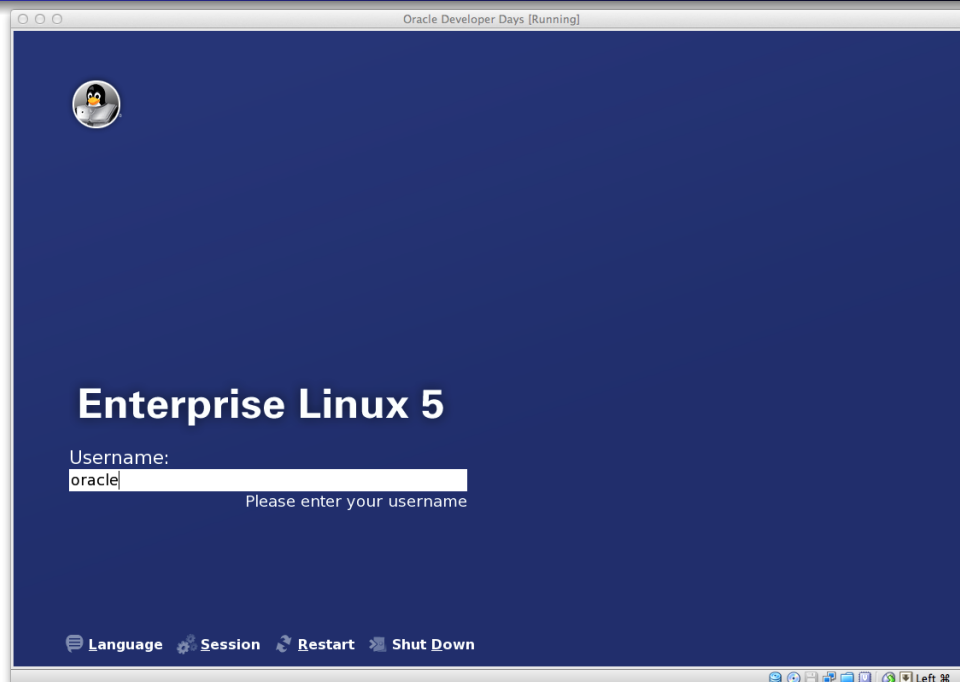 Oracle Developer Days [Running]
Enterprise Linux 5
Username:
oracle
Please enter your username
Language Session Restart Shut Down
Left ⌘